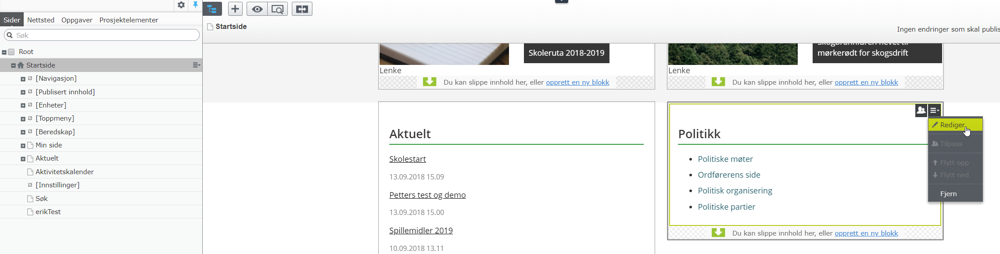 Sider Nettsted Oppgaver Prosjektelementer
Søk
Root
Startside
[Navigasjon]
[Publisert innhold]
[Enheter]
[Toppmeny]
[Beredskap]
Min side
Aktuelt
Aktivitetskalender
[Innstillinger]
Søk
erikTest
Startside
Ingen endringer som skal publis
Skoleruta 2018-2019
Lenke
Du kan slippe innhold her, eller opprett en ny blokk
Skogbrannfaren hevet til
mørkerødt for skogsdrift
Lenke
Du kan slippe innhold her, eller opprett en ny blokk
Aktuelt
Skolestart
13.09.2018 15.09
Petters test og demo
13.09.2018 15.00
Spillemidler 2019
10.09.2018 13.11
Politikk
Politiske møter
Ordførerens side
Politisk organisering
Politiske partier
Du kan slippe innhold her, eller opprett en ny blokk
Rediger
Tilpass
Flytt opp
Flytt ned
Fjern